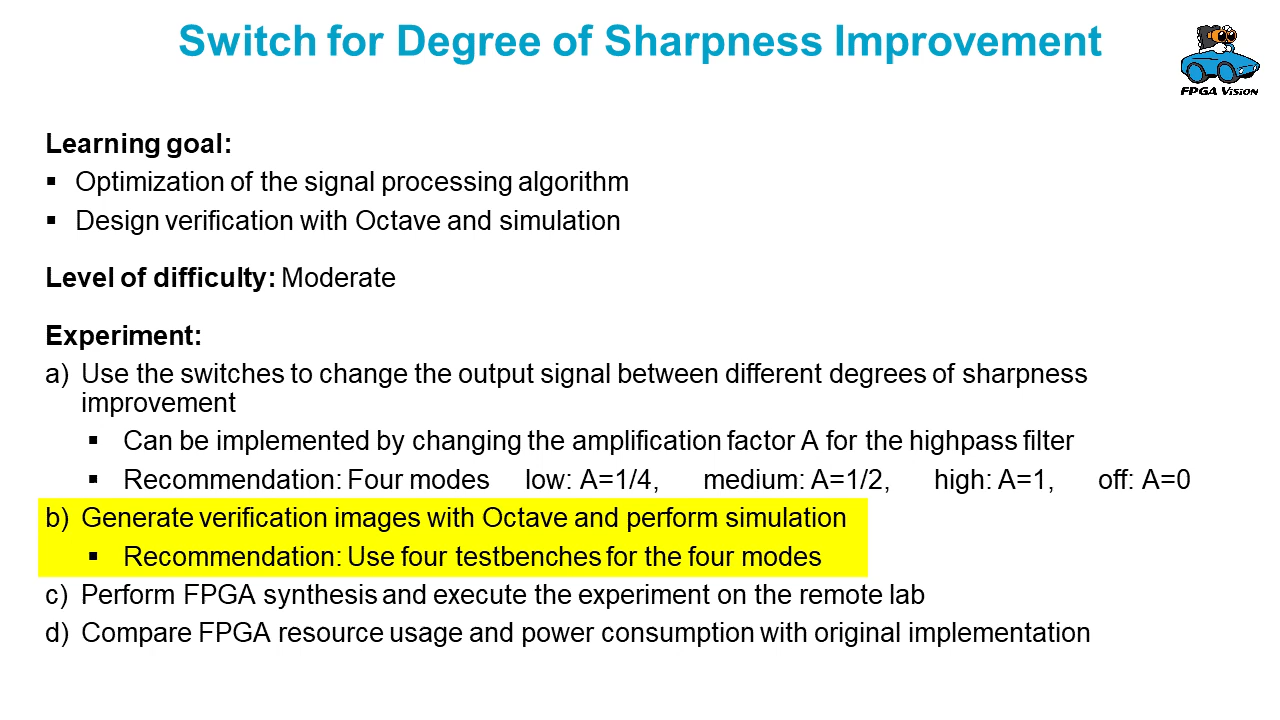 Switch for Degree of Sharpness Improvement
FPGA Vision
Learning goal:
▪ Optimization of the signal processing algorithm
▪ Design verification with Octave and simulation
Level of difficulty: Moderate
Experiment:
a) Use the switches to change the output signal between different degrees of sharpness
improvement
▪ Can be implemented by changing the amplification factor A for the highpass filter
▪ Recommendation: Four modes low: A=1/4, medium: A=1/2, high: A=1, off: A=0
b) Generate verification images with Octave and perform simulation
▪ Recommendation: Use four testbenches for the four modes
c) Perform FPGA synthesis and execute the experiment on the remote lab
d) Compare FPGA resource usage and power consumption with original implementation